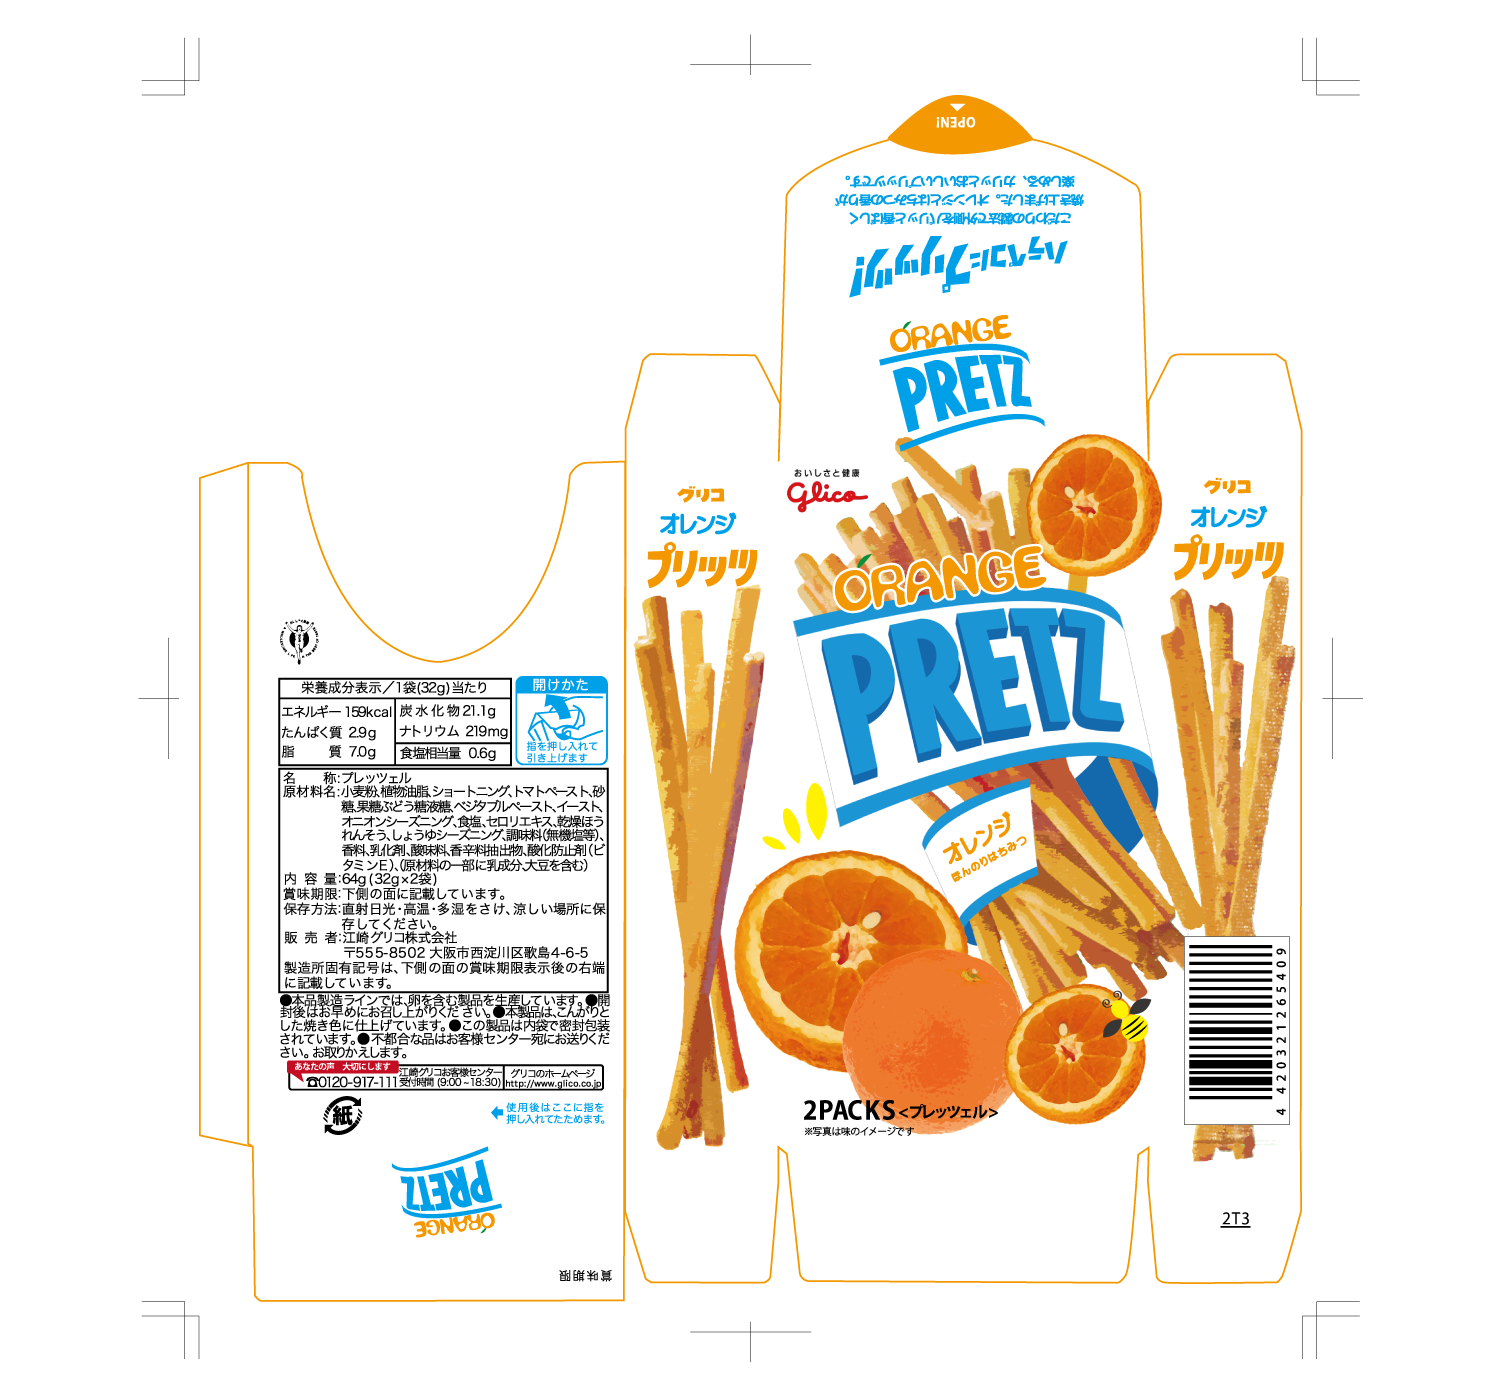 OPEN!
ハラペコにプリッツ!
こだわりの製法で外側をパリッと香ばしく
焼き上げました。オレンジとはちみつの香りが
楽しめる、カリッとおいしいプリッツです。
ORANGE
PRETZ
おいしさと健康
Glico
ORANGE
PRETZ
オレンジ
ほんのりはちみつ
2PACKS<プレッツェル>
※写真は味のイメージです
グリコ
オレンジ
プリッツ
グリコ
オレンジ
プリッツ
4420321265409
2T3
栄養成分表示/1袋(32g)当たり
エネルギー 159kcal 炭水化物 21.1g
たんぱく質 2.9g ナトリウム 219mg
脂 質 7.0g 食塩相当量 0.6g
開けかた
指を押し入れて
引き上げます
名 称:プレッツェル
原材料名:小麦粉、植物油脂、ショートニング、トマトペースト、砂
糖、果糖ぶどう糖液糖、ベジタブルペースト、イースト、
オニオンシーズニング、食塩、セロリエキス、乾燥ほう
れんそう、しょうゆシーズニング、調味料(無機塩等)、
香料、乳化剤、酸味料、香辛料抽出物、酸化防止剤(ビ
タミンE)、(原材料の一部に乳成分、大豆を含む)
内 容 量:64g(32g×2袋)
賞味期限:下側の面に記載しています。
保存方法:直射日光・高温・多湿をさけ、涼しい場所に保
存してください。
販 売 者:江崎グリコ株式会社
〒555-8502 大阪市西淀川区歌島4-6-5
製造所固有記号は、下側の面の賞味期限表示後の右端
に記載しています。
●本品製造ラインでは、卵を含む製品を生産しています。●開
封後はお早めにお召し上がりください。●本製品は、こんがりと
した焼き色に仕上げています。●この製品は内袋で密封包装
されています。●不都合な品はお客様センター宛にお送りくだ
さい。お取りかえします。
あなたの声 大切にします
☎0120-917-111
江崎グリコお客様センター
受付時間(9:00~18:30)
グリコのホームページ
http://www.glico.co.jp
紙
使用後はここに指を
押し入れてたためます。
PRETZ
ORANGE
賞味期限